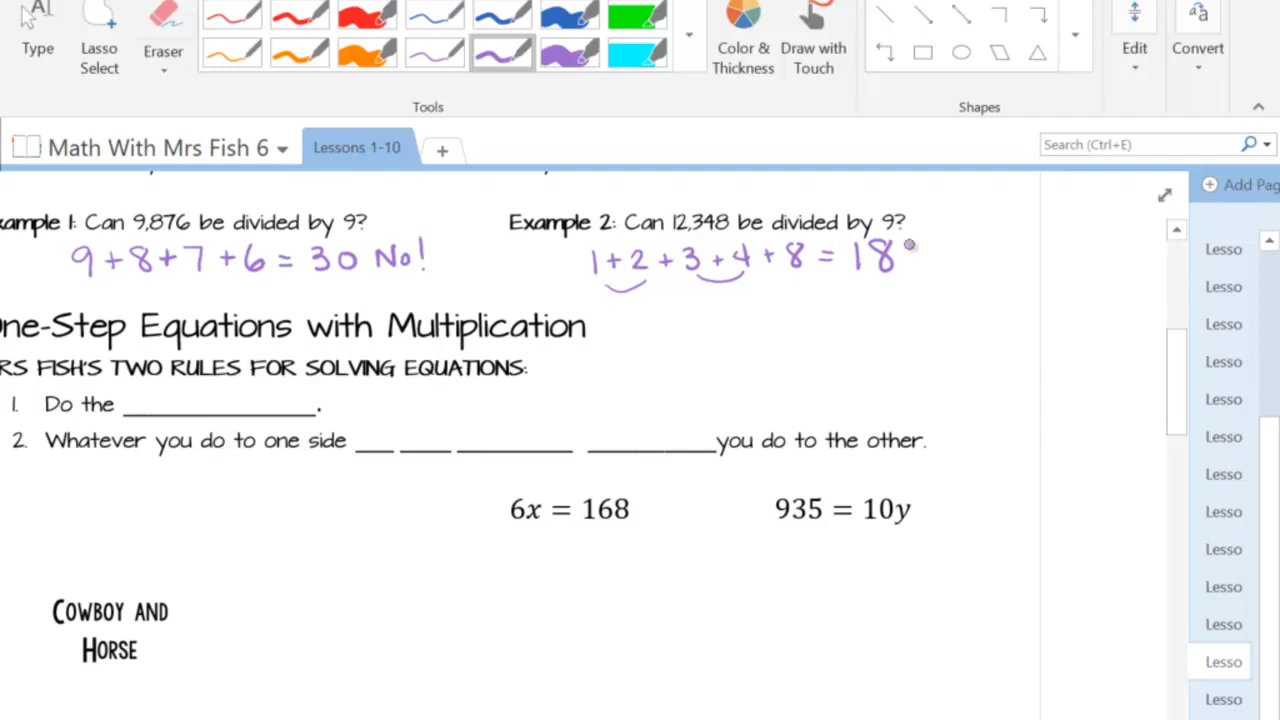 Type
Lasso Select
Eraser
Color & Thickness
Draw with Touch
Edit
Convert
Tools
Shapes
Math With Mrs Fish 6
Lessons 1-10
+
Search (Ctrl+E)
Add Pag
xample 1: Can 9,876 be divided by 9?
9+8+7+6=30 No!
Example 2: Can 12,348 be divided by 9?
1+2+3+4+8=18
One-Step Equations with Multiplication
RS FISH'S TWO RULES FOR SOLVING EQUATIONS:
1. Do the ________________.
2. Whatever you do to one side ___ ____ _________ __________you do to the other.
6x = 168
935 = 10y
COWBOY AND
HORSE
Lesso
Lesso
Lesso
Lesso
Lesso
Lesso
Lesso
Lesso
Lesso
Lesso
Lesso
Lesso
Lesso